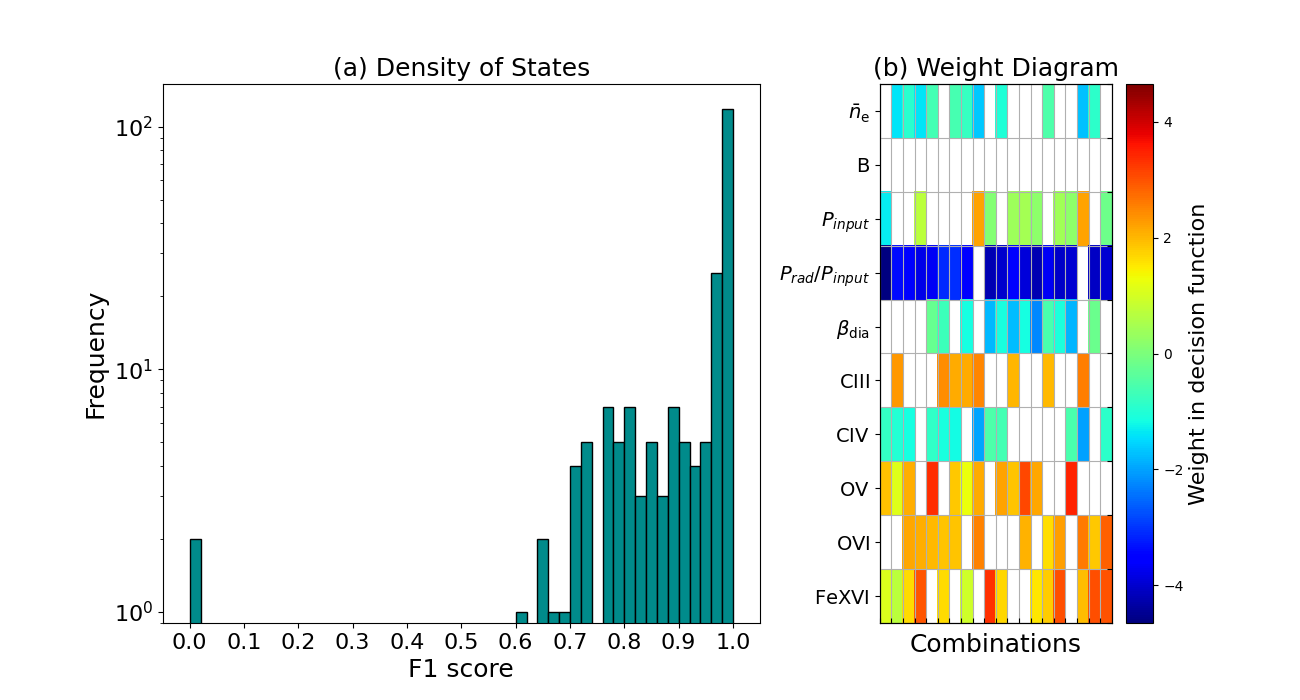 (a) Density of States
Frequency
10²
10¹
10⁰
0.0 0.1 0.2 0.3 0.4 0.5 0.6 0.7 0.8 0.9 1.0
F1 score
(b) Weight Diagram
n̄e
B
Pinput
Prad/Pinput
βdia
CIII
CIV
OV
OVI
FeXVI
Combinations
4
2
0
−2
−4
Weight in decision function